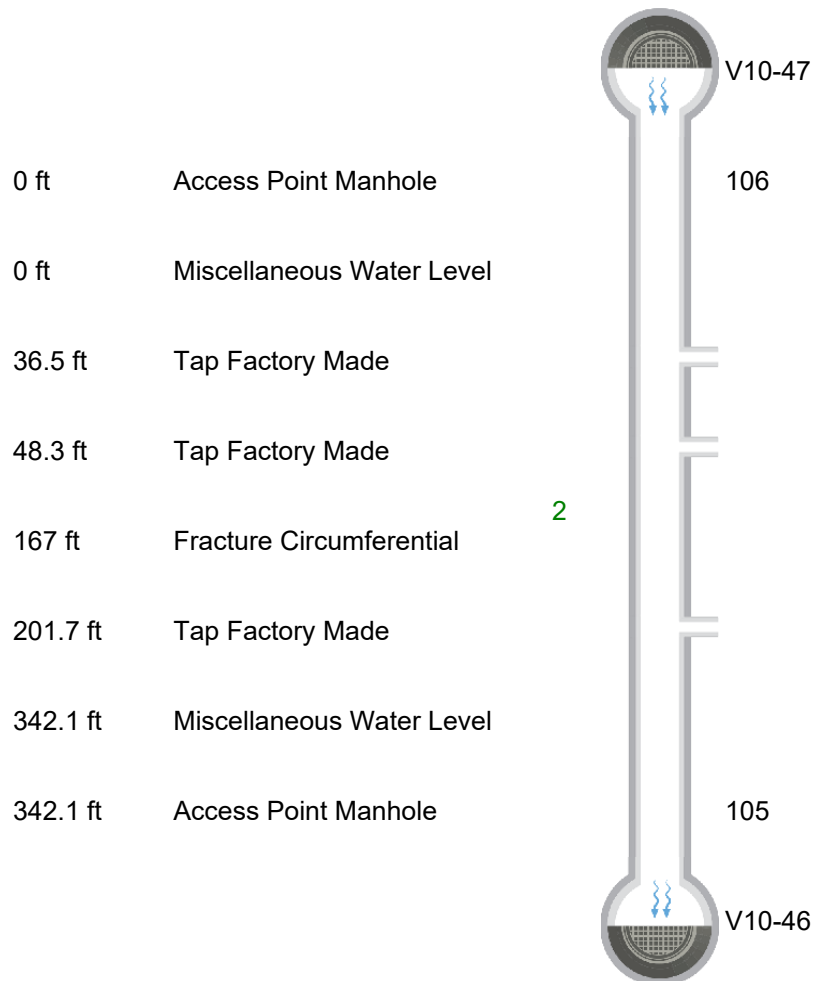 V10-47
0 ft Access Point Manhole 106
0 ft Miscellaneous Water Level
36.5 ft Tap Factory Made
48.3 ft Tap Factory Made
2
167 ft Fracture Circumferential
201.7 ft Tap Factory Made
342.1 ft Miscellaneous Water Level
342.1 ft Access Point Manhole 105
V10-46